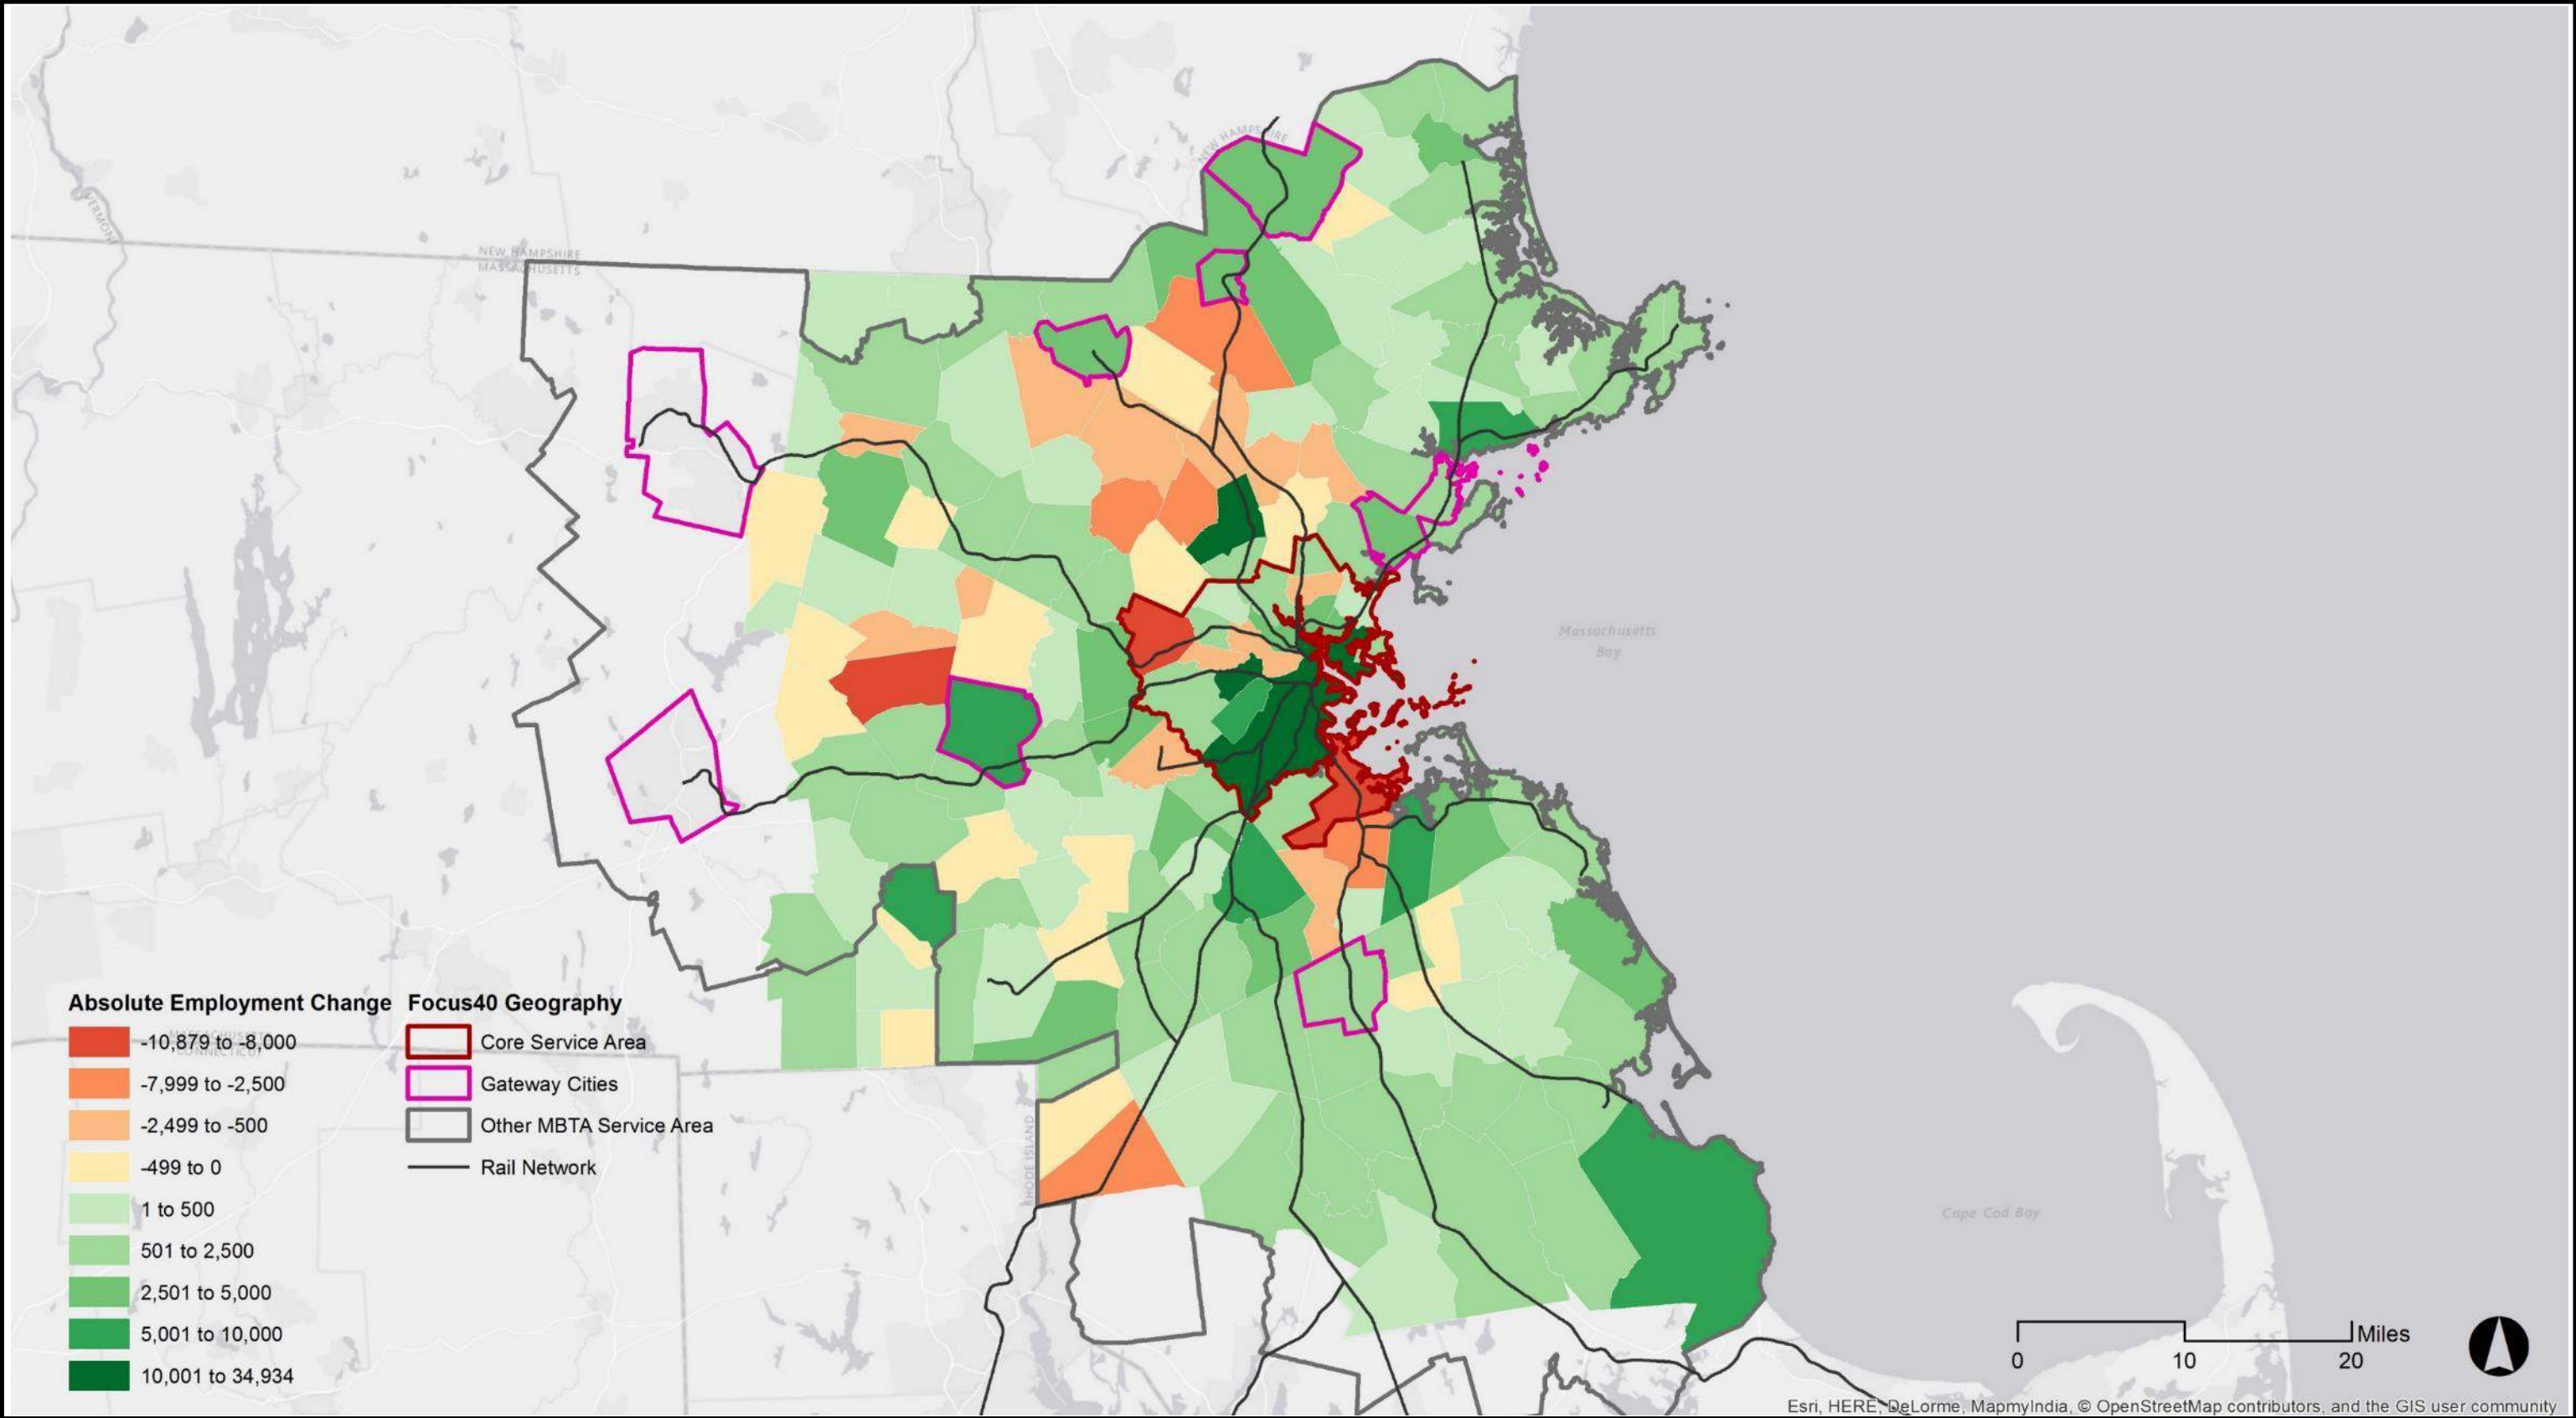 NEW HAMPSHIRE
VERMONT
NEW HAMPSHIRE
MASSACHUSETTS
Massachusetts
Bay
Absolute Employment Change
-10,879 to -8,000
-7,999 to -2,500
-2,499 to -500
-499 to 0
1 to 500
501 to 2,500
2,501 to 5,000
5,001 to 10,000
10,001 to 34,934
Focus40 Geography
Core Service Area
Gateway Cities
Other MBTA Service Area
Rail Network
MASSACHUSETTS
CONNECTICUT
RHODE ISLAND
Cape Cod Bay
Miles
0 10 20
Esri, HERE, DeLorme, MapmyIndia, © OpenStreetMap contributors, and the GIS user community